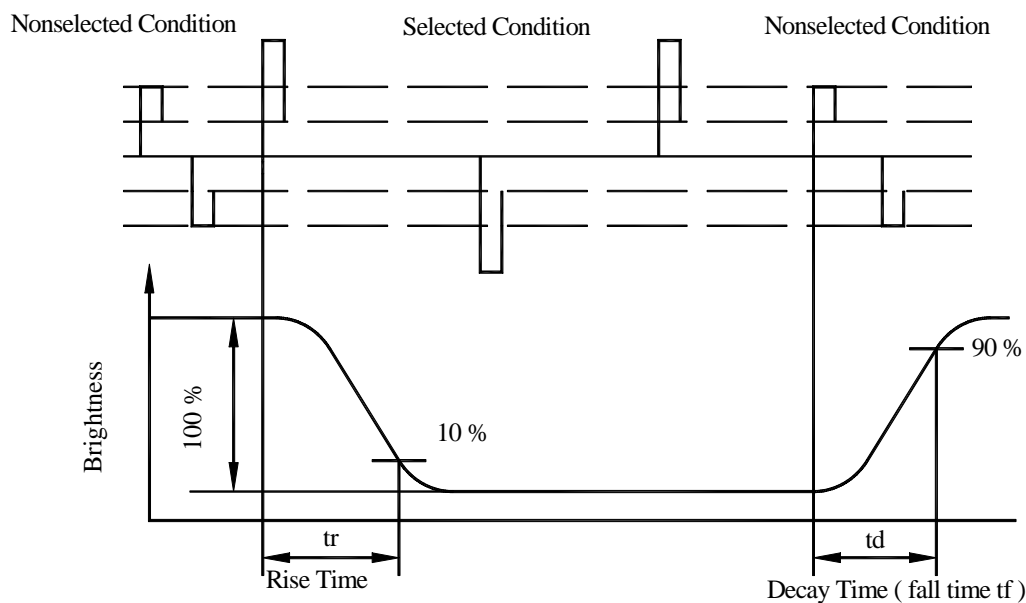 Nonselected Condition
Selected Condition
Nonselected Condition
Brightness
100 %
10 %
90 %
tr
Rise Time
td
Decay Time ( fall time tf )